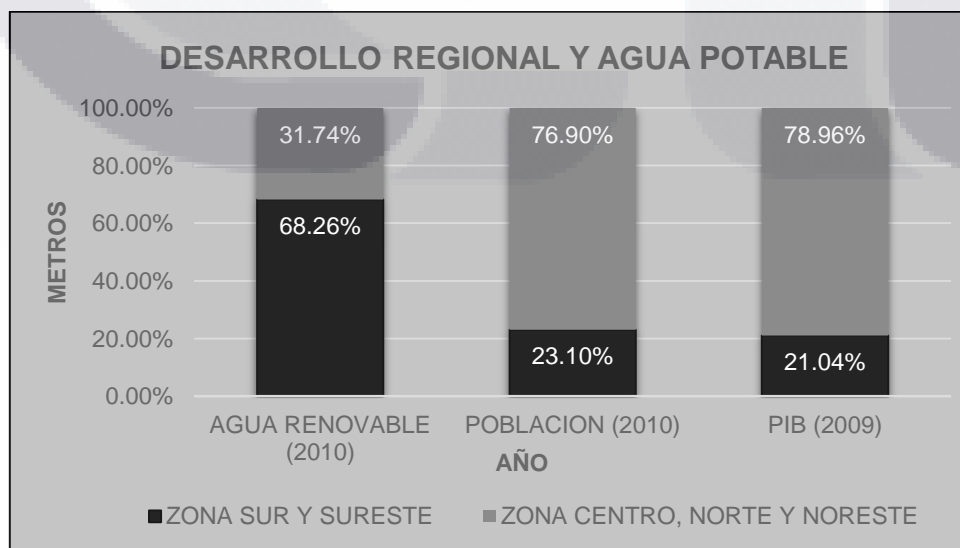 DESARROLLO REGIONAL Y AGUA POTABLE
METROS
100.00%
80.00%
60.00%
40.00%
20.00%
0.00%
31.74%
76.90%
78.96%
68.26%
23.10%
21.04%
AGUA RENOVABLE
(2010)
POBLACION (2010)
PIB (2009)
AÑO
ZONA SUR Y SURESTE
ZONA CENTRO, NORTE Y NORESTE